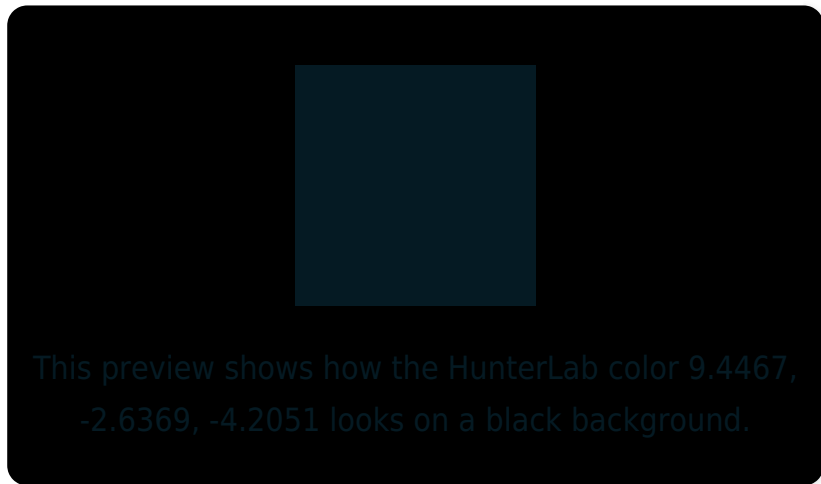 This preview shows how the HunterLab color 9.4467,
-2.6369, -4.2051 looks on a black background.